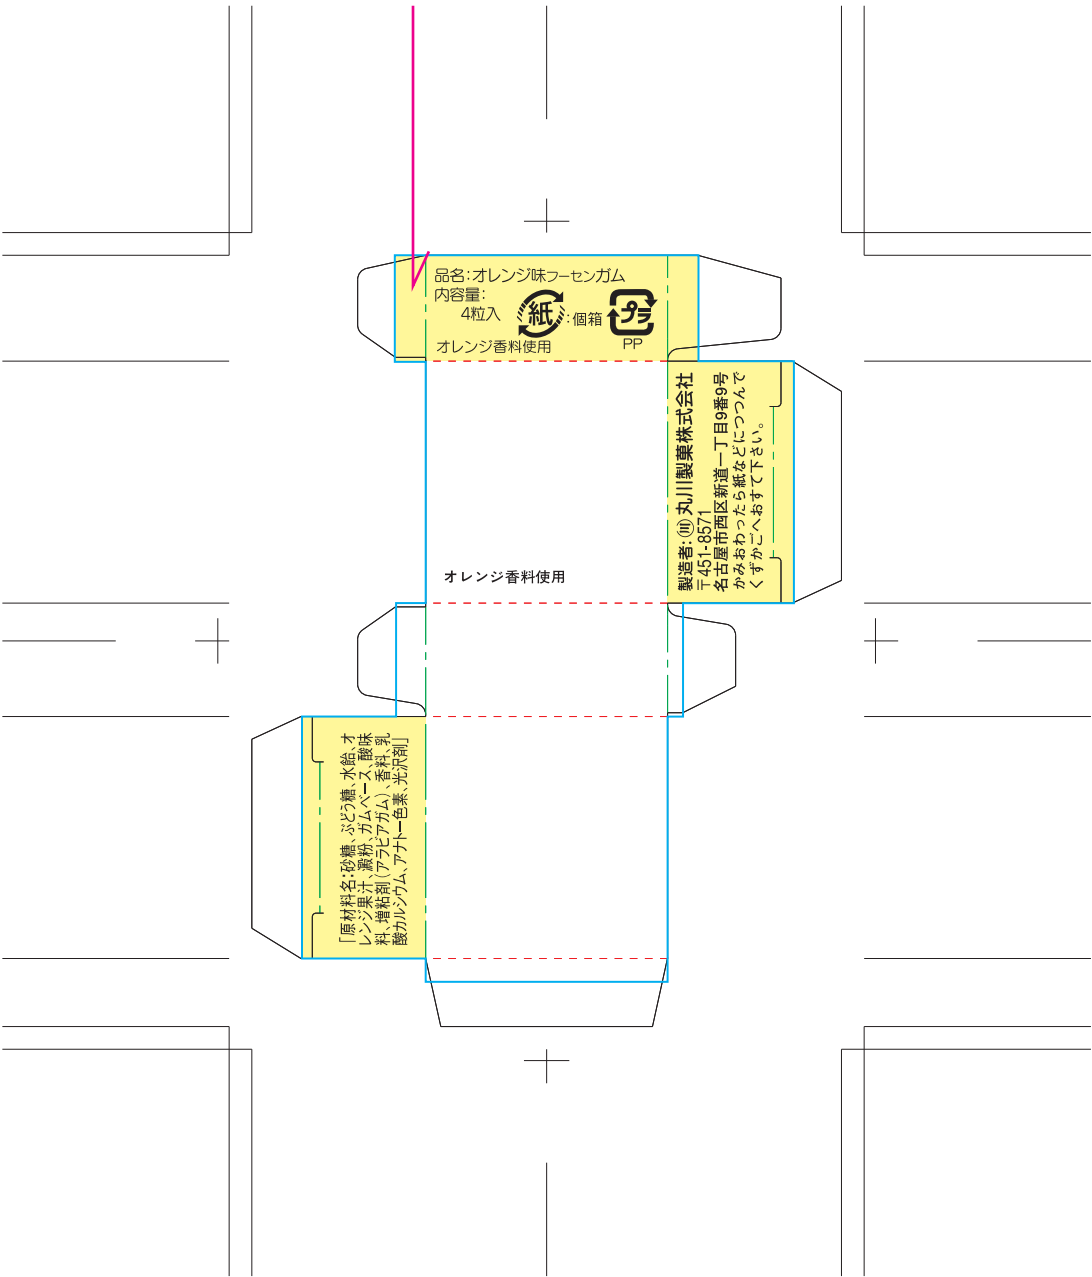 品名:オレンジ味フーセンガム
内容量:
4粒入
紙
:個箱
プラ
PP
オレンジ香料使用
製造者:㊂丸川製菓株式会社
〒451-8571
名古屋市西区新道一丁目9番9号
かみおわったら紙などにつつんで
くずかごへおすて下さい。
オレンジ香料使用
「原材料名:砂糖、ぶどう糖、水飴、オ
レンジ果汁、澱粉、ガムベース、酸味
料、増粘剤(アラビアガム)、香料、乳
酸カルシウム、アナトー色素、光沢剤」